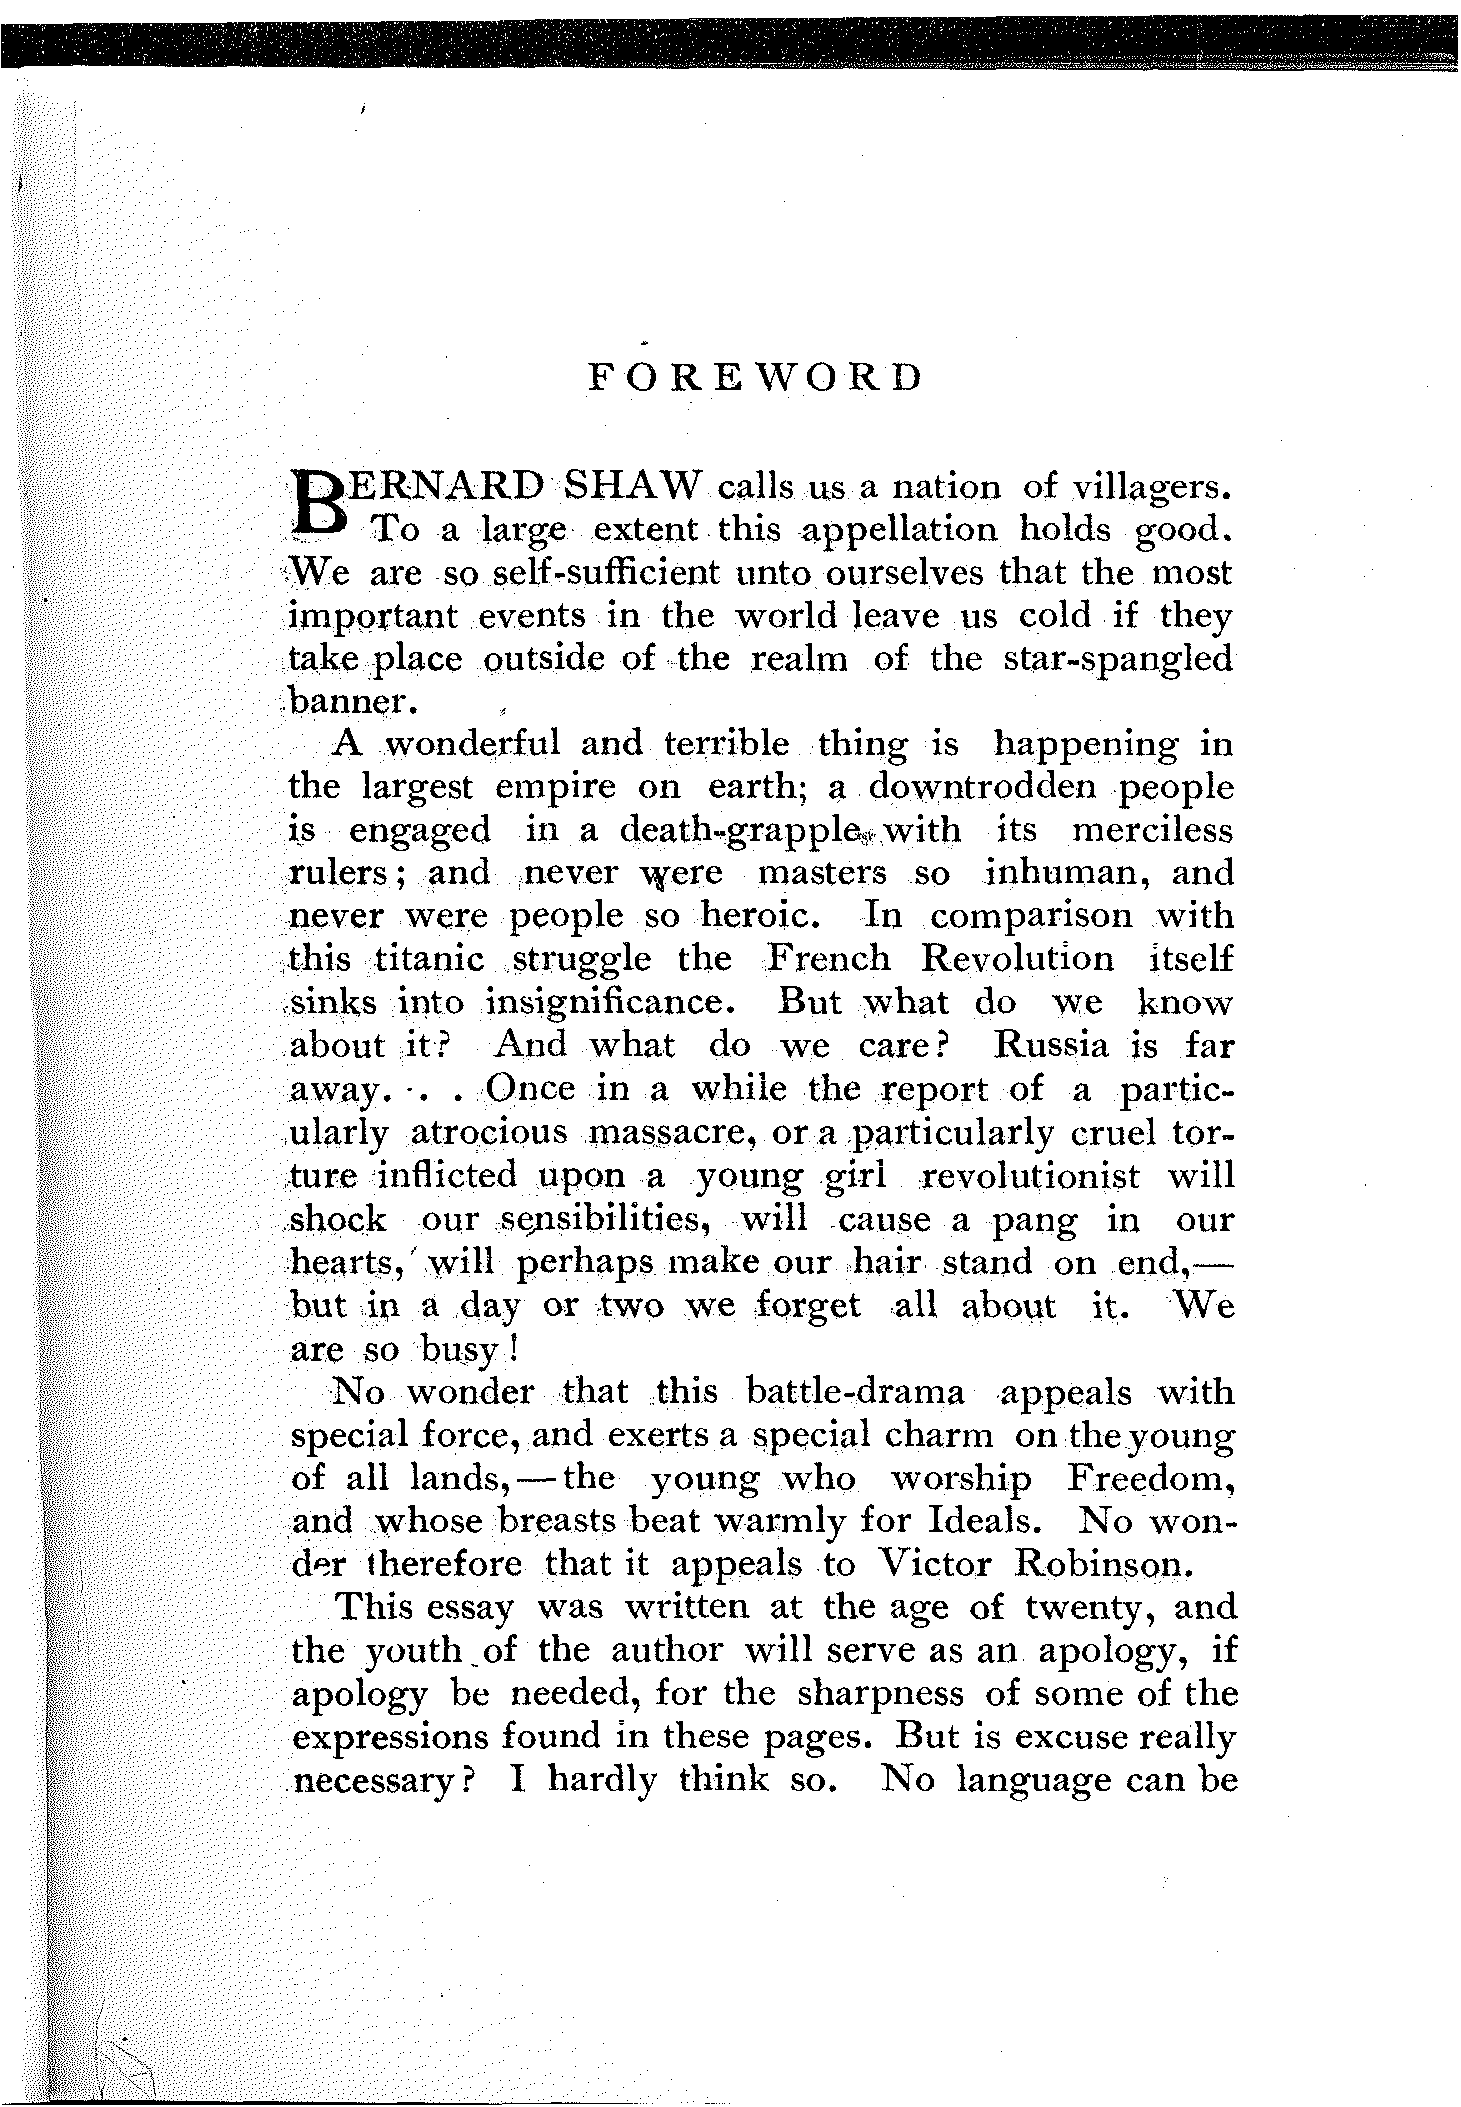 FOREWORD
BERNARD SHAW calls us a nation of villagers.
To a large extent this appellation holds good.
We are so self-sufficient unto ourselves that the most
important events in the world leave us cold if they
take place outside of the realm of the star-spangled
banner.
A wonderful and terrible thing is happening in
the largest empire on earth; a downtrodden people
is engaged in a death-grapple with its merciless
rulers; and never were masters so inhuman, and
never were people so heroic. In comparison with
this titanic struggle the French Revolution itself
sinks into insignificance. But what do we know
about it? And what do we care? Russia is far
away. . . Once in a while the report of a partic-
ularly atrocious massacre, or a particularly cruel tor-
ture inflicted upon a young girl revolutionist will
shock our sensibilities, will cause a pang in our
hearts, will perhaps make our hair stand on end,—
but in a day or two we forget all about it. We
are so busy!
No wonder that this battle-drama appeals with
special force, and exerts a special charm on the young
of all lands,—the young who worship Freedom,
and whose breasts beat warmly for Ideals. No won-
der therefore that it appeals to Victor Robinson.
This essay was written at the age of twenty, and
the youth of the author will serve as an apology, if
apology be needed, for the sharpness of some of the
expressions found in these pages. But is excuse really
necessary? I hardly think so. No language can be